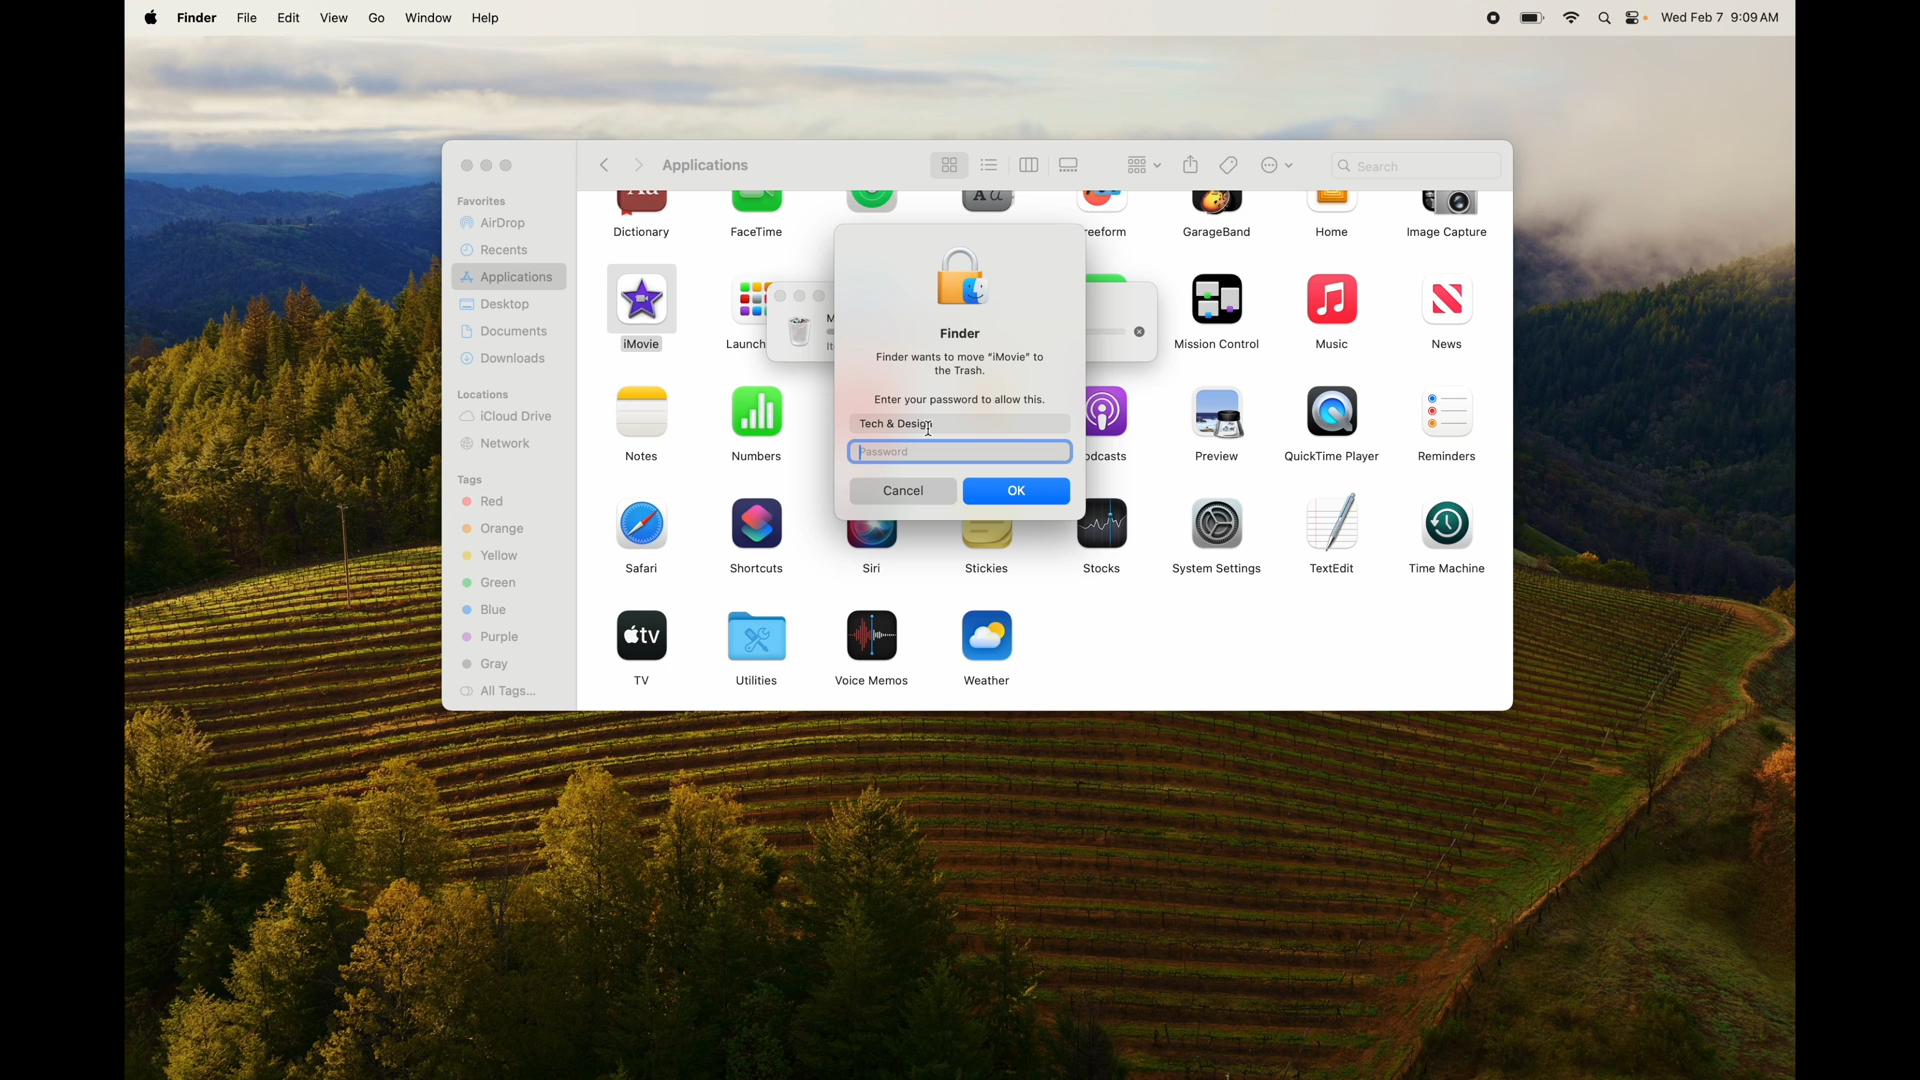 Finder File Edit View Go Window Help
Wed Feb 7 9:09 AM
Applications
Search
Favorites
AirDrop
Recents
Applications
Desktop
Documents
Downloads
Locations
iCloud Drive
Network
Tags
Red
Orange
Yellow
Green
Blue
Purple
Gray
All Tags...
Dictionary
FaceTime
GarageBand
Home
Image Capture
iMovie
Mission Control
Music
News
Notes
Numbers
Preview
QuickTime Player
Reminders
Safari
Shortcuts
Siri
Stickies
Stocks
System Settings
TextEdit
Time Machine
tv
TV
Utilities
Voice Memos
Weather
Finder
Finder wants to move “iMovie” to
the Trash.
Enter your password to allow this.
Tech & Design
Password
Cancel
OK